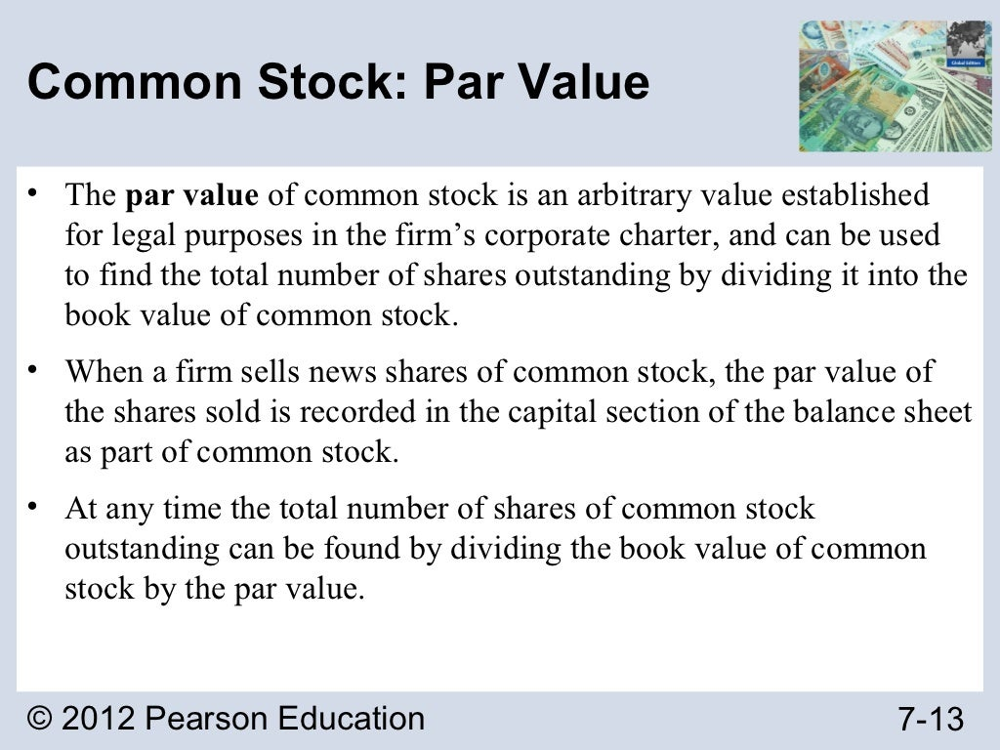 Common Stock: Par Value
Global Edition
• The par value of common stock is an arbitrary value established
for legal purposes in the firm’s corporate charter, and can be used
to find the total number of shares outstanding by dividing it into the
book value of common stock.
• When a firm sells news shares of common stock, the par value of
the shares sold is recorded in the capital section of the balance sheet
as part of common stock.
• At any time the total number of shares of common stock
outstanding can be found by dividing the book value of common
stock by the par value.
© 2012 Pearson Education
7-13